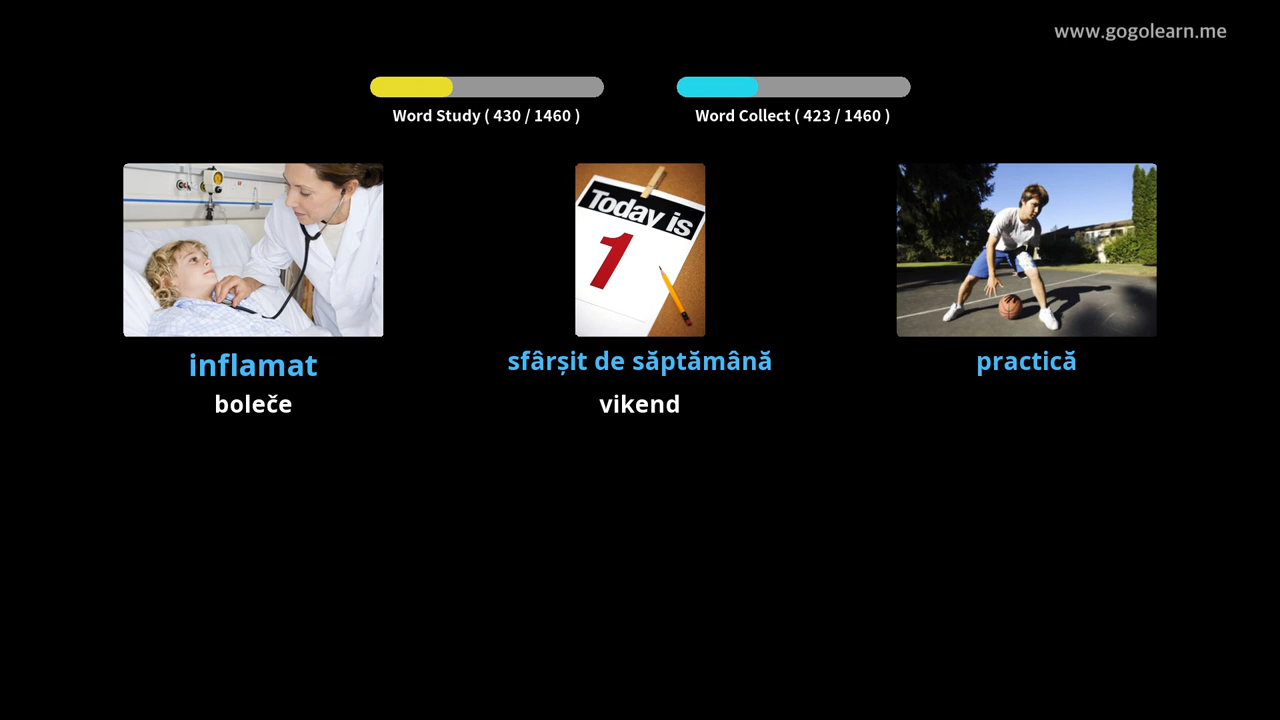 www.gogolearn.me
Word Study ( 430 / 1460 )
Word Collect ( 423 / 1460 )
Today is
1
inflamat
sfârșit de săptămână
practică
boleče
vikend